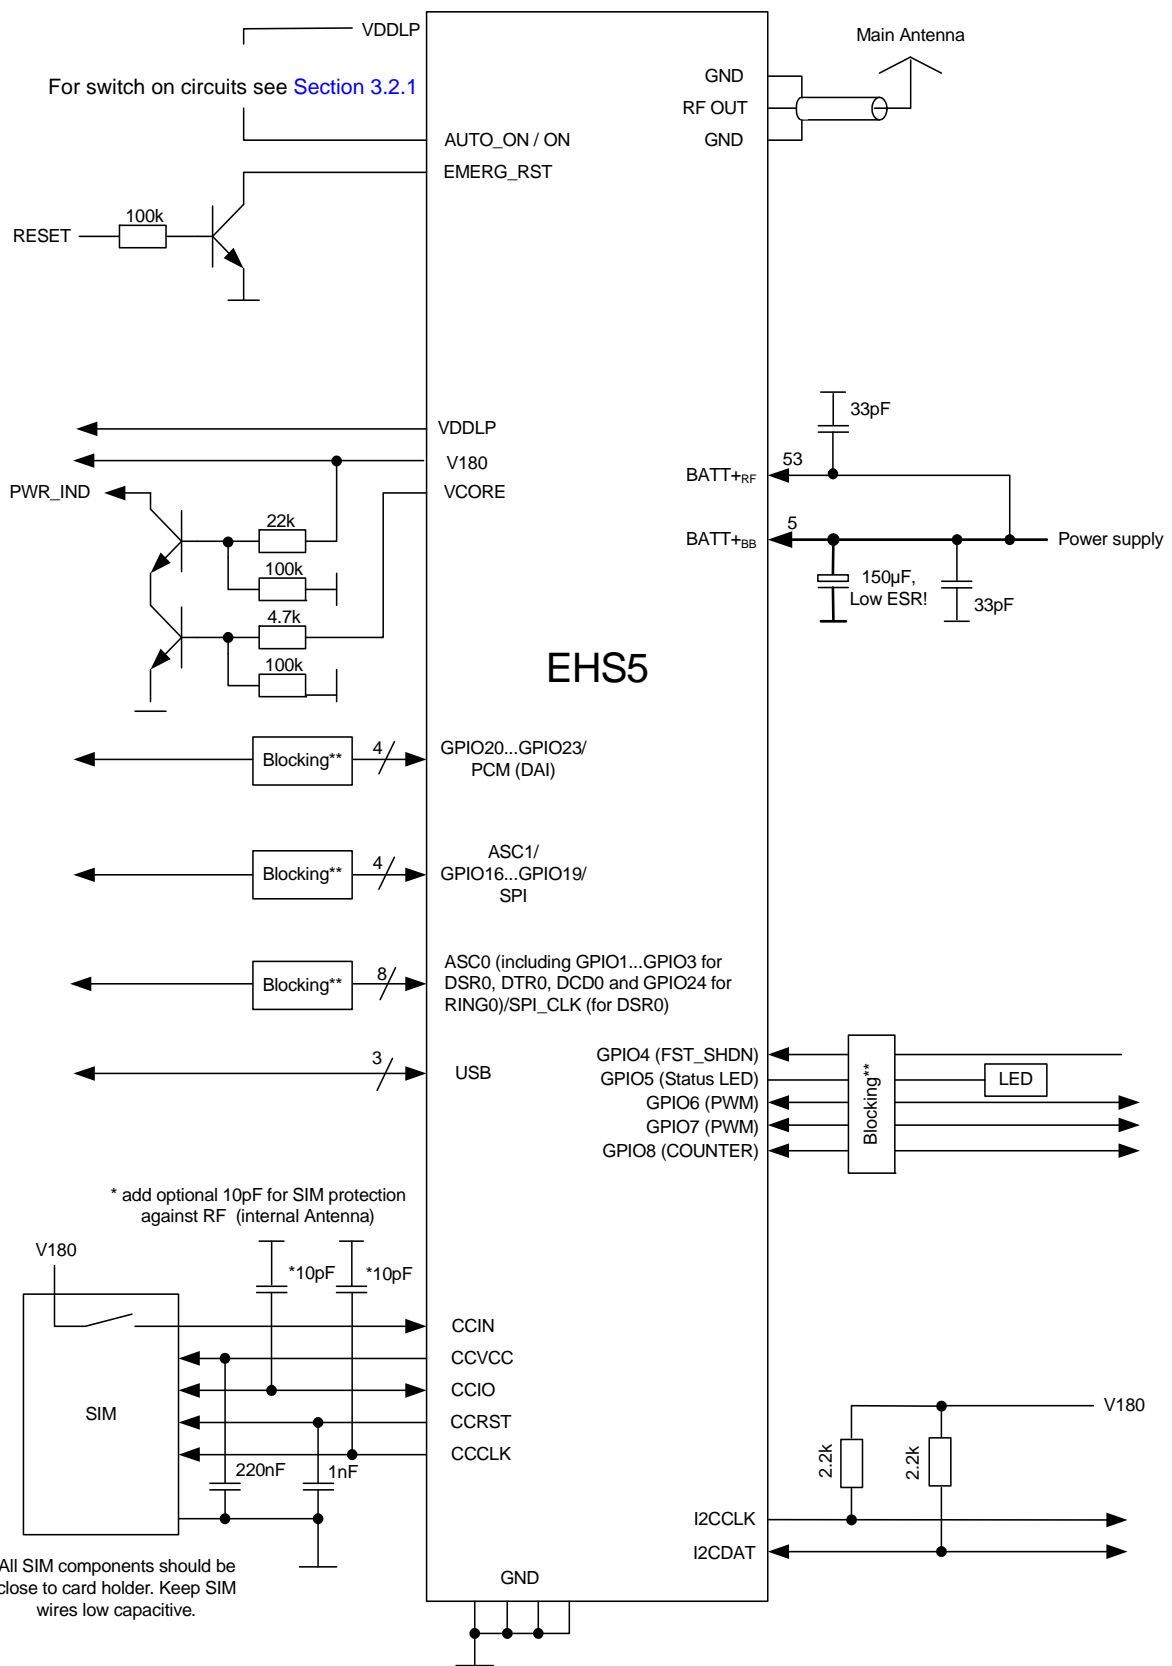 VDDLP
Main Antenna
For switch on circuits see Section 3.2.1
GND
RF OUT
GND
AUTO_ON / ON
EMERG_RST
100k
RESET
VDDLP
V180
PWR_IND
VCORE
22k
100k
4.7k
100k
33pF
BATT+RF
53
BATT+BB
5
Power supply
150µF,
Low ESR!
33pF
EHS5
Blocking**
4
GPIO20...GPIO23/
PCM (DAI)
Blocking**
4
ASC1/
GPIO16...GPIO19/
SPI
Blocking**
8
ASC0 (including GPIO1...GPIO3 for
DSR0, DTR0, DCD0 and GPIO24 for
RING0)/SPI_CLK (for DSR0)
3
USB
GPIO4 (FST_SHDN)
GPIO5 (Status LED)
GPIO6 (PWM)
GPIO7 (PWM)
GPIO8 (COUNTER)
Blocking**
LED
* add optional 10pF for SIM protection
against RF (internal Antenna)
V180
*10pF
*10pF
SIM
CCIN
CCVCC
CCIO
CCRST
CCCLK
220nF
1nF
All SIM components should be
close to card holder. Keep SIM
wires low capacitive.
V180
2.2k
2.2k
I2CCLK
I2CDAT
GND